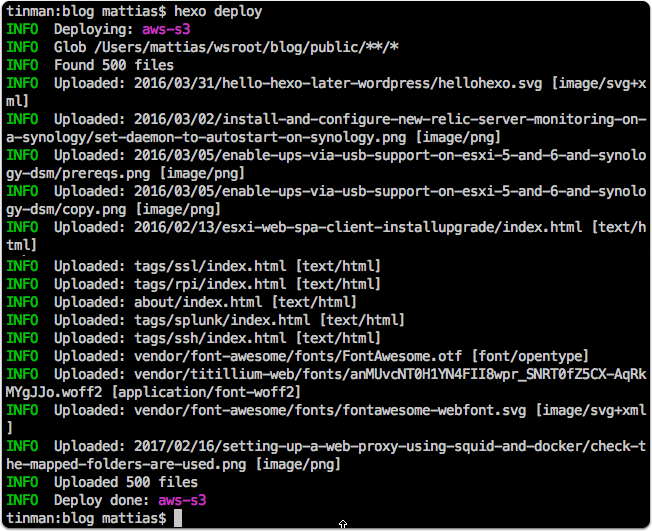 tinman:blog mattias$ hexo deploy
INFO  Deploying: aws-s3
INFO  Glob /Users/mattias/wsroot/blog/public/**/*
INFO  Found 500 files
INFO  Uploaded: 2016/03/31/hello-hexo-later-wordpress/hellohexo.svg [image/svg+x
ml]
INFO  Uploaded: 2016/03/02/install-and-configure-new-relic-server-monitoring-on-
a-synology/set-daemon-to-autostart-on-synology.png [image/png]
INFO  Uploaded: 2016/03/05/enable-ups-via-usb-support-on-esxi-5-and-6-and-synolo
gy-dsm/prereqs.png [image/png]
INFO  Uploaded: 2016/03/05/enable-ups-via-usb-support-on-esxi-5-and-6-and-synolo
gy-dsm/copy.png [image/png]
INFO  Uploaded: 2016/02/13/esxi-web-spa-client-installupgrade/index.html [text/h
tml]
INFO  Uploaded: tags/ssl/index.html [text/html]
INFO  Uploaded: tags/rpi/index.html [text/html]
INFO  Uploaded: about/index.html [text/html]
INFO  Uploaded: tags/splunk/index.html [text/html]
INFO  Uploaded: tags/ssh/index.html [text/html]
INFO  Uploaded: vendor/font-awesome/fonts/FontAwesome.otf [font/opentype]
INFO  Uploaded: vendor/titillium-web/fonts/anMUvcNT0H1YN4FII8wpr_SNRT0fZ5CX-AqRk
MYgJJo.woff2 [application/font-woff2]
INFO  Uploaded: vendor/font-awesome/fonts/fontawesome-webfont.svg [image/svg+xml
]
INFO  Uploaded: 2017/02/16/setting-up-a-web-proxy-using-squid-and-docker/check-t
he-mapped-folders-are-used.png [image/png]
INFO  Uploaded 500 files
INFO  Deploy done: aws-s3
tinman:blog mattias$